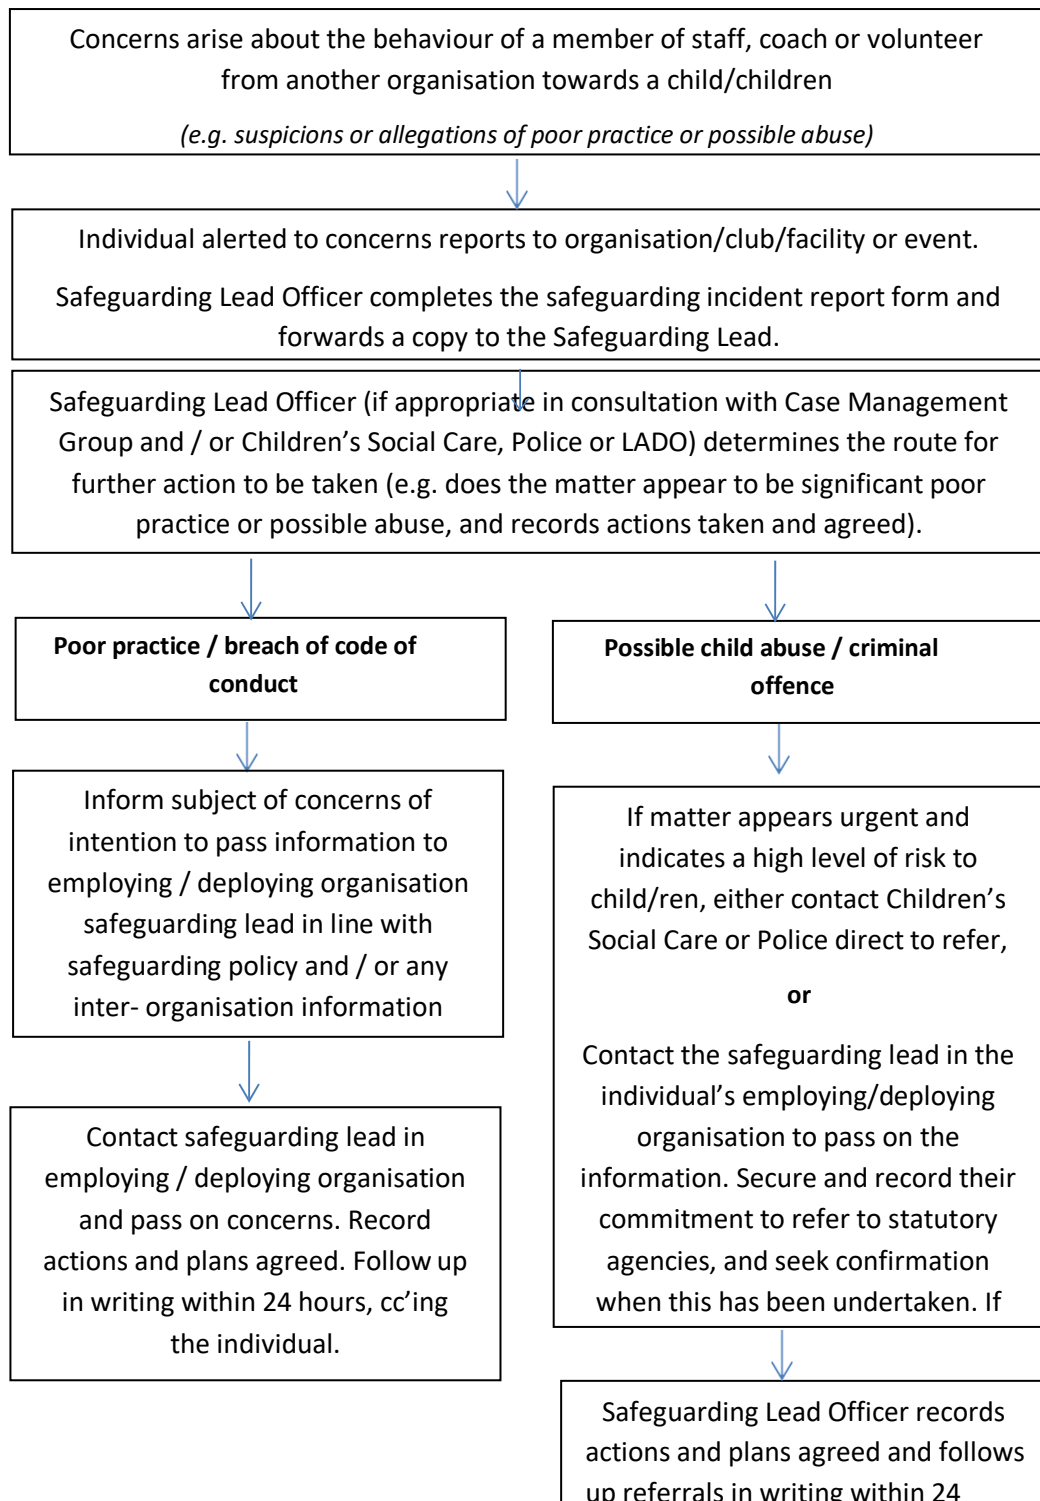 Concerns arise about the behaviour of a member of staff, coach or volunteer
from another organisation towards a child/children
(e.g. suspicions or allegations of poor practice or possible abuse)
Individual alerted to concerns reports to organisation/club/facility or event.
Safeguarding Lead Officer completes the safeguarding incident report form and
forwards a copy to the Safeguarding Lead.
Safeguarding Lead Officer (if appropriate in consultation with Case Management
Group and / or Children’s Social Care, Police or LADO) determines the route for
further action to be taken (e.g. does the matter appear to be significant poor
practice or possible abuse, and records actions taken and agreed).
Poor practice / breach of code of
conduct
Inform subject of concerns of
intention to pass information to
employing / deploying organisation
safeguarding lead in line with
safeguarding policy and / or any
inter- organisation information
Contact safeguarding lead in
employing / deploying organisation
and pass on concerns. Record
actions and plans agreed. Follow up
in writing within 24 hours, cc’ing
the individual.
Possible child abuse / criminal
offence
If matter appears urgent and
indicates a high level of risk to
child/ren, either contact Children’s
Social Care or Police direct to refer,
or
Contact the safeguarding lead in the
individual’s employing/deploying
organisation to pass on the
information. Secure and record their
commitment to refer to statutory
agencies, and seek confirmation
when this has been undertaken. If
Safeguarding Lead Officer records
actions and plans agreed and follows
up referrals in writing within 24